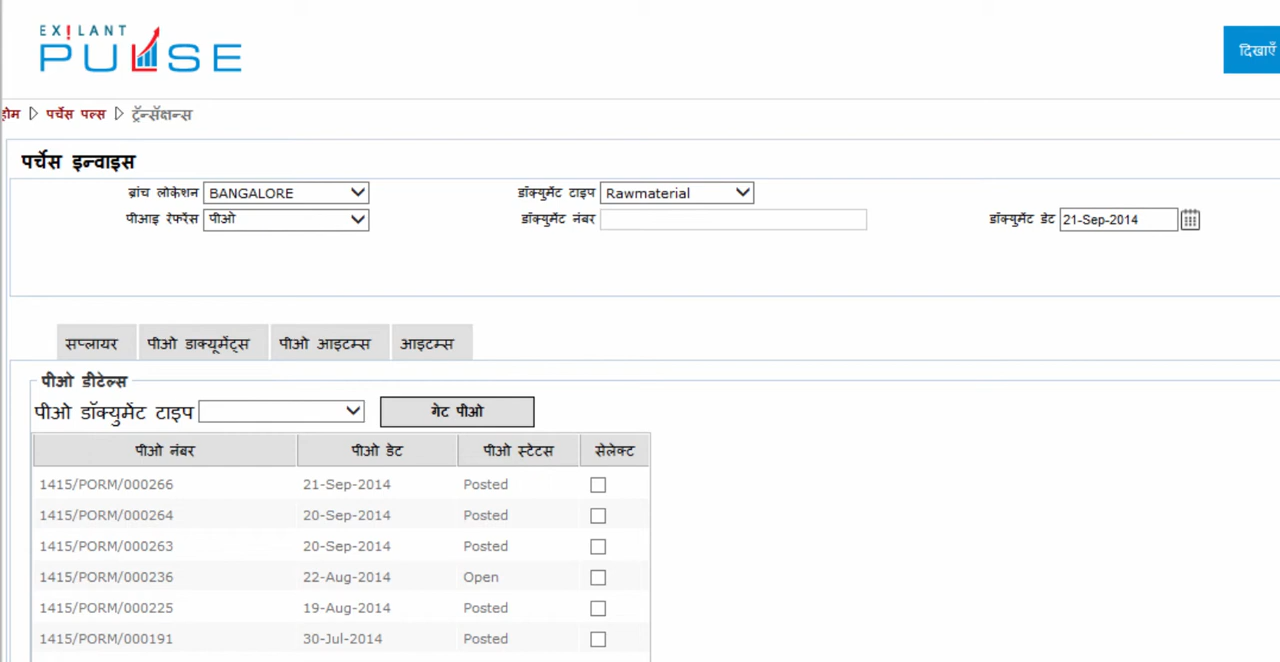 EXILANT
PULSE
दिखाएँ
होम ▷ पर्चेस पल्स ▷ ट्रॅन्सॅक्षन्स
पर्चेस इन्वाइस
ब्रांच लोकेशन BANGALORE डॉक्युमेंट टाइप Rawmaterial
पीआइ रेफरेंस पीओ डॉक्युमेंट नंबर डॉक्युमेंट डेट 21-Sep-2014
सप्लायर पीओ डाक्यूमेंट्स पीओ आइटम्स आइटम्स
पीओ डीटेल्स
पीओ डॉक्युमेंट टाइप गेट पीओ
पीओ नंबर पीओ डेट पीओ स्टेटस सेलेक्ट
1415/PORM/000266 21-Sep-2014 Posted
1415/PORM/000264 20-Sep-2014 Posted
1415/PORM/000263 20-Sep-2014 Posted
1415/PORM/000236 22-Aug-2014 Open
1415/PORM/000225 19-Aug-2014 Posted
1415/PORM/000191 30-Jul-2014 Posted